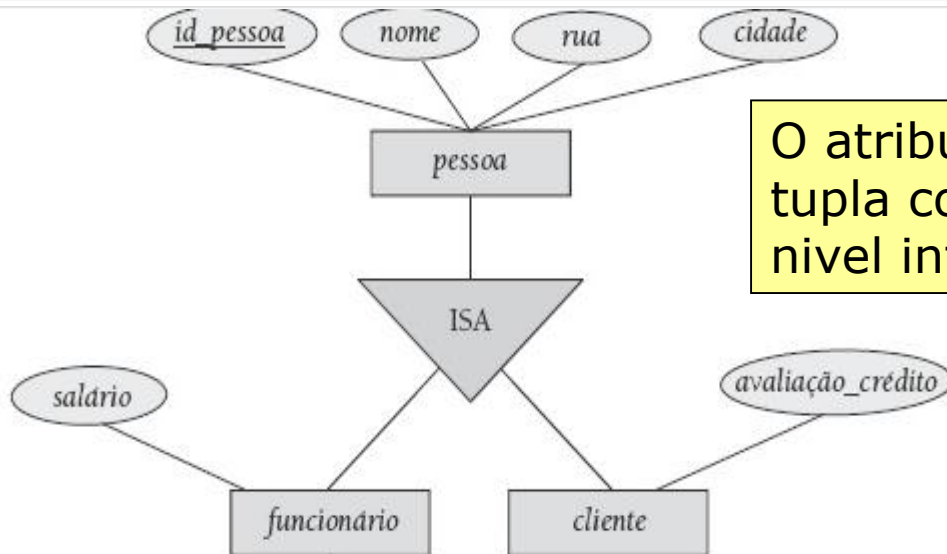 id_pessoa
nome
rua
cidade
pessoa
O atribu
tupla co
nivel in
ISA
salário
avaliação_crédito
funcionário
cliente